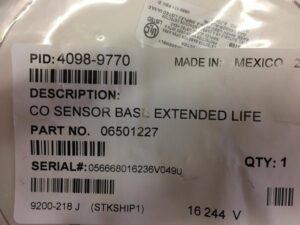 PID: 4098-9770
MADE IN: MEXICO
DESCRIPTION:
CO SENSOR BASE EXTENDED LIFE
PART NO. 06501227
SERIAL#: 056668016236V0490
QTY: 1
9200-218 J (STKSHIP1)
16 244 V